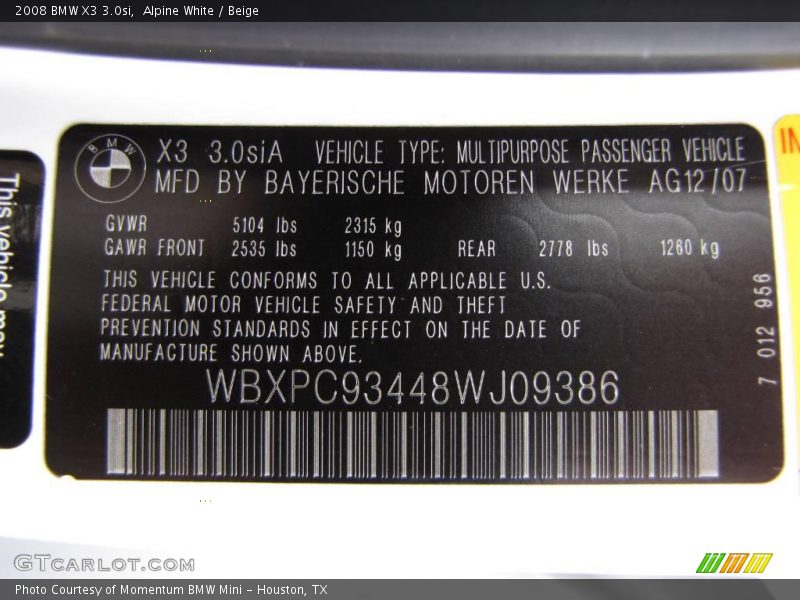 2008 BMW X3 3.0si, Alpine White / Beige
BMW
X3 3.0siA VEHICLE TYPE: MULTIPURPOSE PASSENGER VEHICLE
MFD BY BAYERISCHE MOTOREN WERKE AG12/07
GVWR 5104 lbs 2315 kg
GAWR FRONT 2535 lbs 1150 kg REAR 2778 lbs 1260 kg
THIS VEHICLE CONFORMS TO ALL APPLICABLE U.S.
FEDERAL MOTOR VEHICLE SAFETY AND THEFT
PREVENTION STANDARDS IN EFFECT ON THE DATE OF
MANUFACTURE SHOWN ABOVE.
WBXPC93448WJ09386
7 012 956
This vehicle may
IN
GTCARLOT.COM
Photo Courtesy of Momentum BMW Mini - Houston, TX